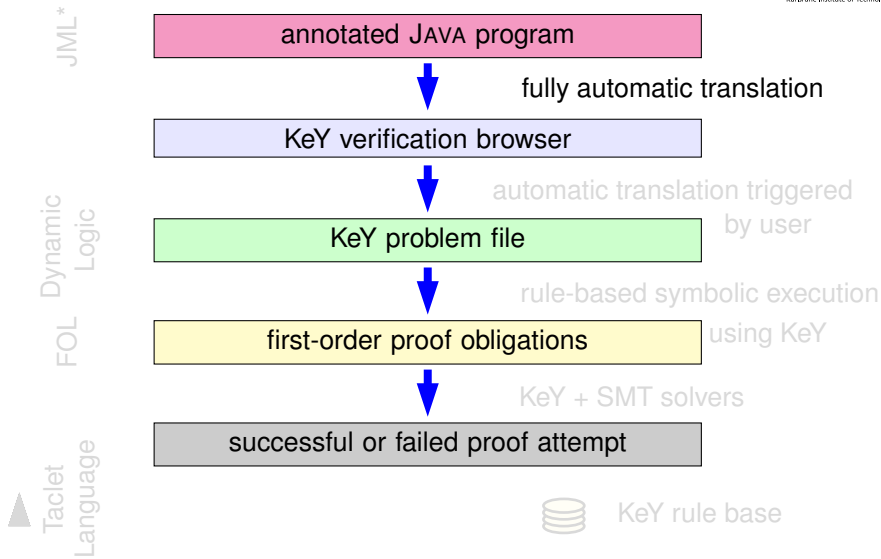 JML*
annotated JAVA program
fully automatic translation
KeY verification browser
automatic translation triggered
by user
Dynamic
Logic
KeY problem file
rule-based symbolic execution
using KeY
FOL
first-order proof obligations
KeY + SMT solvers
successful or failed proof attempt
Taclet
Language
KeY rule base